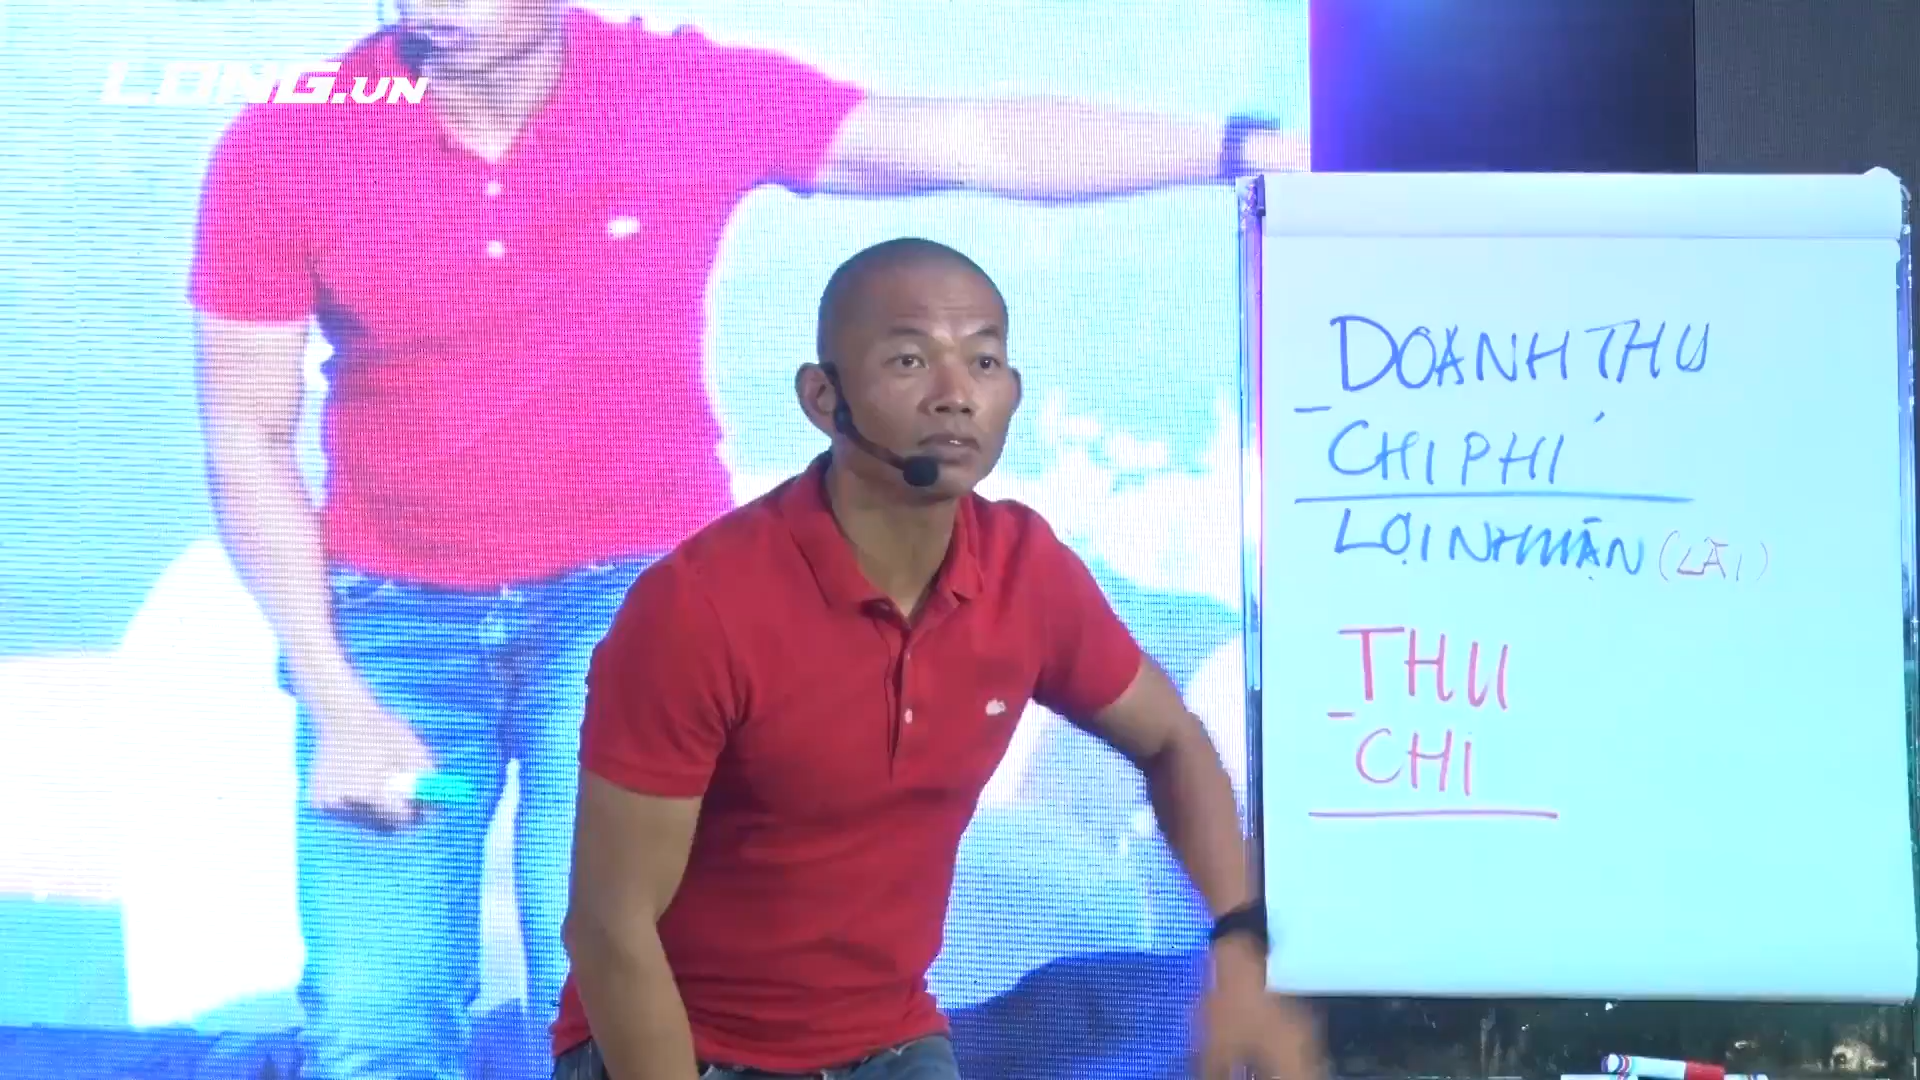 LONG.VN
DOANH THU
- CHI PHÍ
LỢI NHUẬN (LÃI)
THU
- CHI